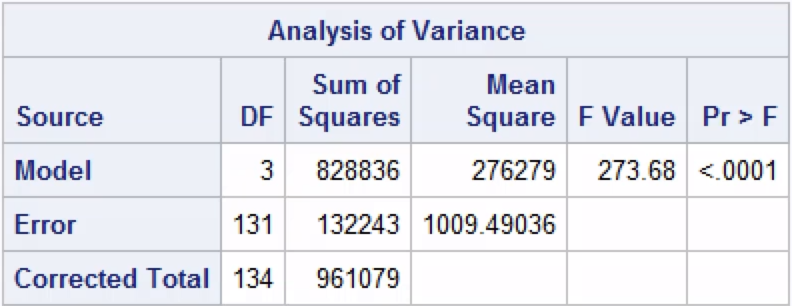 Analysis of Variance
Source DF Sum of Squares Mean Square F Value Pr > F
Model 3 828836 276279 273.68 <.0001
Error 131 132243 1009.49036
Corrected Total 134 961079